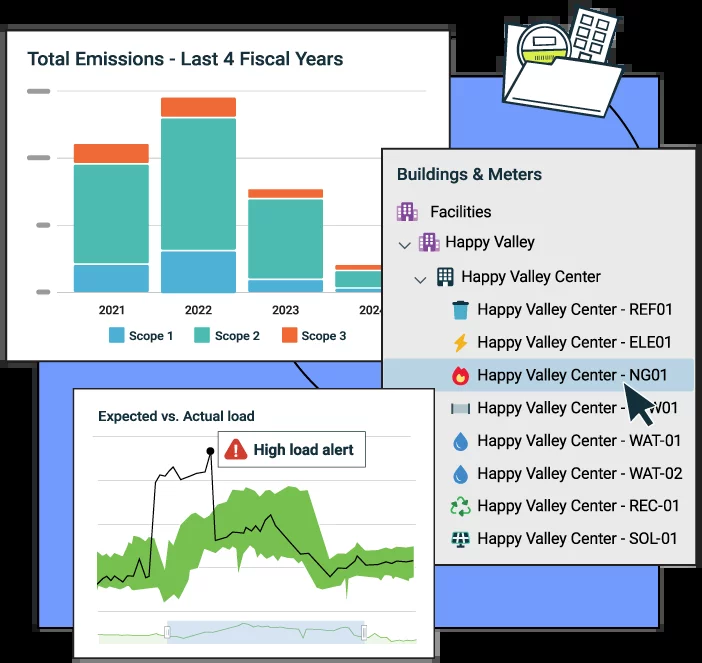 Total Emissions - Last 4 Fiscal Years
2021
2022
2023
Scope 1
Scope 2
Scope 3
Buildings & Meters
Facilities
Happy Valley
Happy Valley Center
Happy Valley Center - REF01
Happy Valley Center - ELE01
Happy Valley Center - NG01
Happy Valley Center -
Happy Valley Center - WAT-01
Happy Valley Center - WAT-02
Happy Valley Center - REC-01
Happy Valley Center - SOL-01
Expected vs. Actual load
High load alert